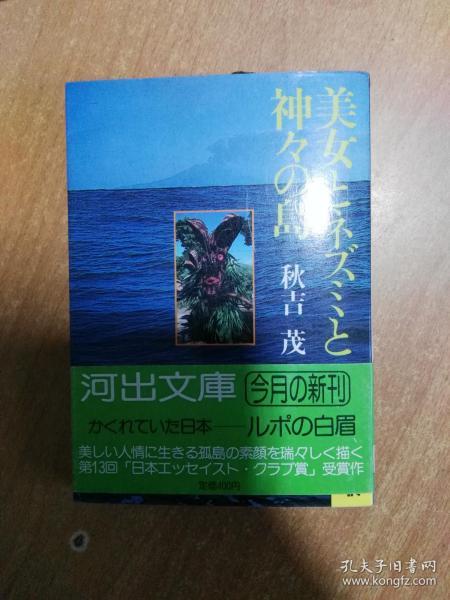 美女とネズミと
神々の島
秋吉 茂
河出文庫 今月の新刊
かくれていた日本──ルポの白眉
美しい人情に生きる孤島の素顔を瑞々しく描く
第13回「日本エッセイスト・クラブ賞」受賞作
定価400円
孔夫子旧书网
www.kongfz.com